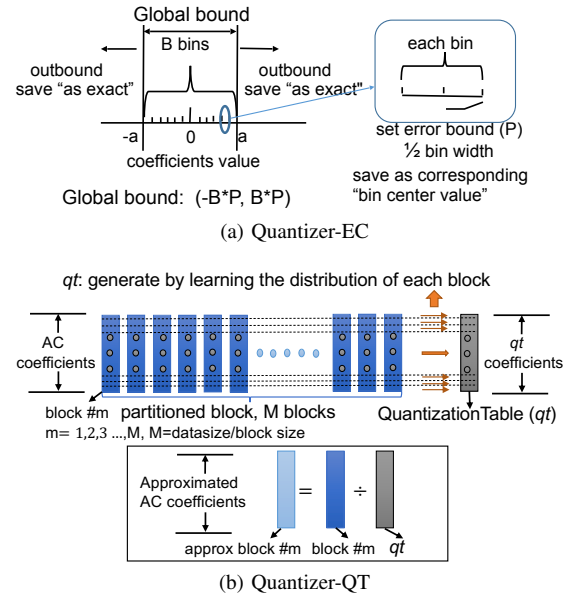 Global bound
B bins
outbound
save “as exact”
outbound
save “as exact"
-a
0
a
coefficients value
Global bound: (-B*P, B*P)
each bin
set error bound (P)
½ bin width
save as corresponding
“bin center value”
(a) Quantizer-EC
qt: generate by learning the distribution of each block
AC
coefficients
qt
coefficients
block #m
partitioned block, M blocks
QuantizationTable (qt)
m= 1,2,3 ...,M, M=datasize/block size
Approximated
AC coefficients
=
÷
approx block #m
block #m
qt
(b) Quantizer-QT